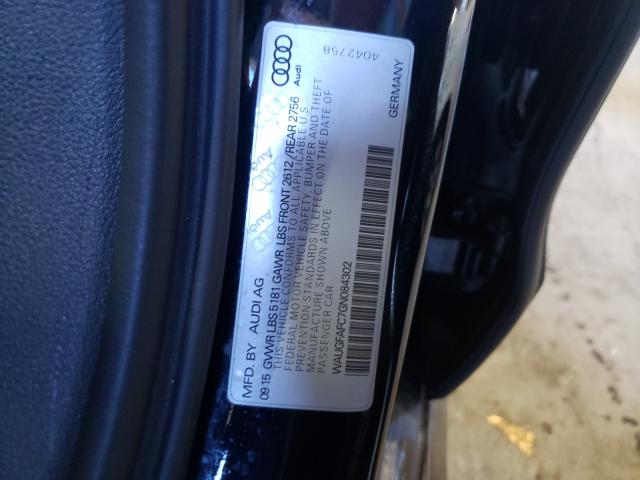 MFD. BY AUDI AG
09 15 GVWR LBS 5181 GAWR LBS FRONT 2612 / REAR 2756
THIS VEHICLE CONFORMS TO ALL APPLICABLE U S
FEDERAL MOTOR VEHICLE SAFETY, BUMPER AND THEFT
PREVENTION STANDARDS IN EFFECT ON THE DATE OF
MANUFACTURE SHOWN ABOVE
PASSENGER CAR
WAUGFAFC7GN084302
GERMANY
Audi
4042758
Audi
Audi